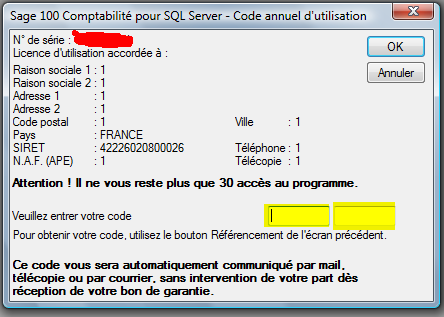 Sage 100 Comptabilité pour SQL Server - Code annuel d'utilisation
N° de série :
OK
Licence d'utilisation accordée à :
Annuler
Raison sociale 1 : 1
Raison sociale 2 : 1
Adresse 1 : 1
Adresse 2 : 1
Code postal : 1 Ville : 1
Pays : FRANCE
SIRET : 42226020800026 Téléphone : 1
N.A.F. (APE) : 1 Télécopie : 1
Attention ! Il ne vous reste plus que 30 accès au programme.
Veuillez entrer votre code
Pour obtenir votre code, utilisez le bouton Référencement de l'écran précédent.
Ce code vous sera automatiquement communiqué par mail,
télécopie ou par courrier, sans intervention de votre part dès
réception de votre bon de garantie.